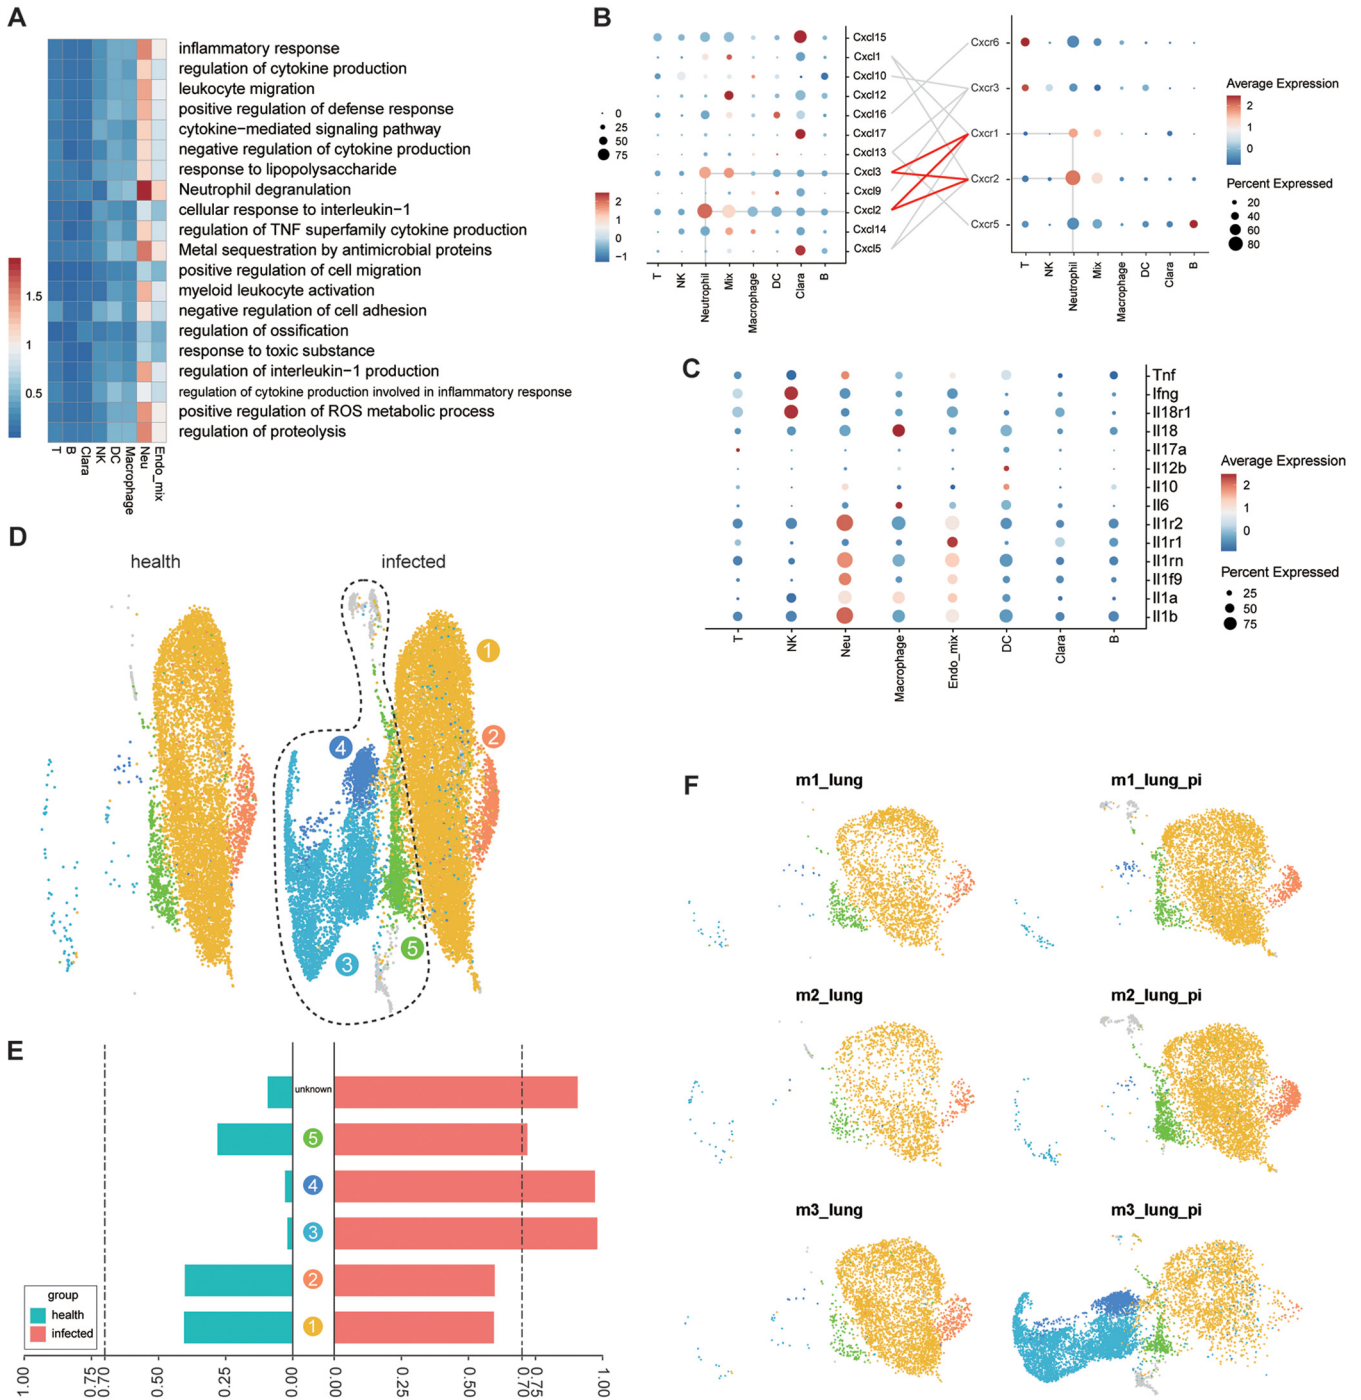 A
inflammatory response
regulation of cytokine production
leukocyte migration
positive regulation of defense response
cytokine−mediated signaling pathway
negative regulation of cytokine production
response to lipopolysaccharide
Neutrophil degranulation
cellular response to interleukin−1
regulation of TNF superfamily cytokine production
Metal sequestration by antimicrobial proteins
positive regulation of cell migration
myeloid leukocyte activation
negative regulation of cell adhesion
regulation of ossification
response to toxic substance
regulation of interleukin−1 production
regulation of cytokine production involved in inflammatory response
positive regulation of ROS metabolic process
regulation of proteolysis
1.5
1
0.5
T
B
Clara
NK
DC
Macrophage
Neu
Endo_mix
B
0
25
50
75
2
1
0
−1
Cxcl15
Cxcl1
Cxcl10
Cxcl12
Cxcl16
Cxcl17
Cxcl13
Cxcl3
Cxcl9
Cxcl2
Cxcl14
Cxcl5
T
NK
Neutrophil
Mix
Macrophage
DC
Clara
B
Cxcr6
Cxcr3
Cxcr1
Cxcr2
Cxcr5
T
NK
Neutrophil
Mix
Macrophage
DC
Clara
B
Average Expression
2
1
0
Percent Expressed
20
40
60
80
C
Tnf
Ifng
Il18r1
Il18
Il17a
Il12b
Il10
Il6
Il1r2
Il1r1
Il1rn
Il1f9
Il1a
Il1b
T
NK
Neu
Macrophage
Endo_mix
DC
Clara
B
Average Expression
2
1
0
Percent Expressed
25
50
75
D
health
infected
1
2
4
3
5
E
unknown
5
4
3
2
1
group
health
infected
1.00
0.75
0.70
0.50
0.25
0.00
0.00
0.25
0.50
0.70
0.75
1.00
F
m1_lung
m1_lung_pi
m2_lung
m2_lung_pi
m3_lung
m3_lung_pi